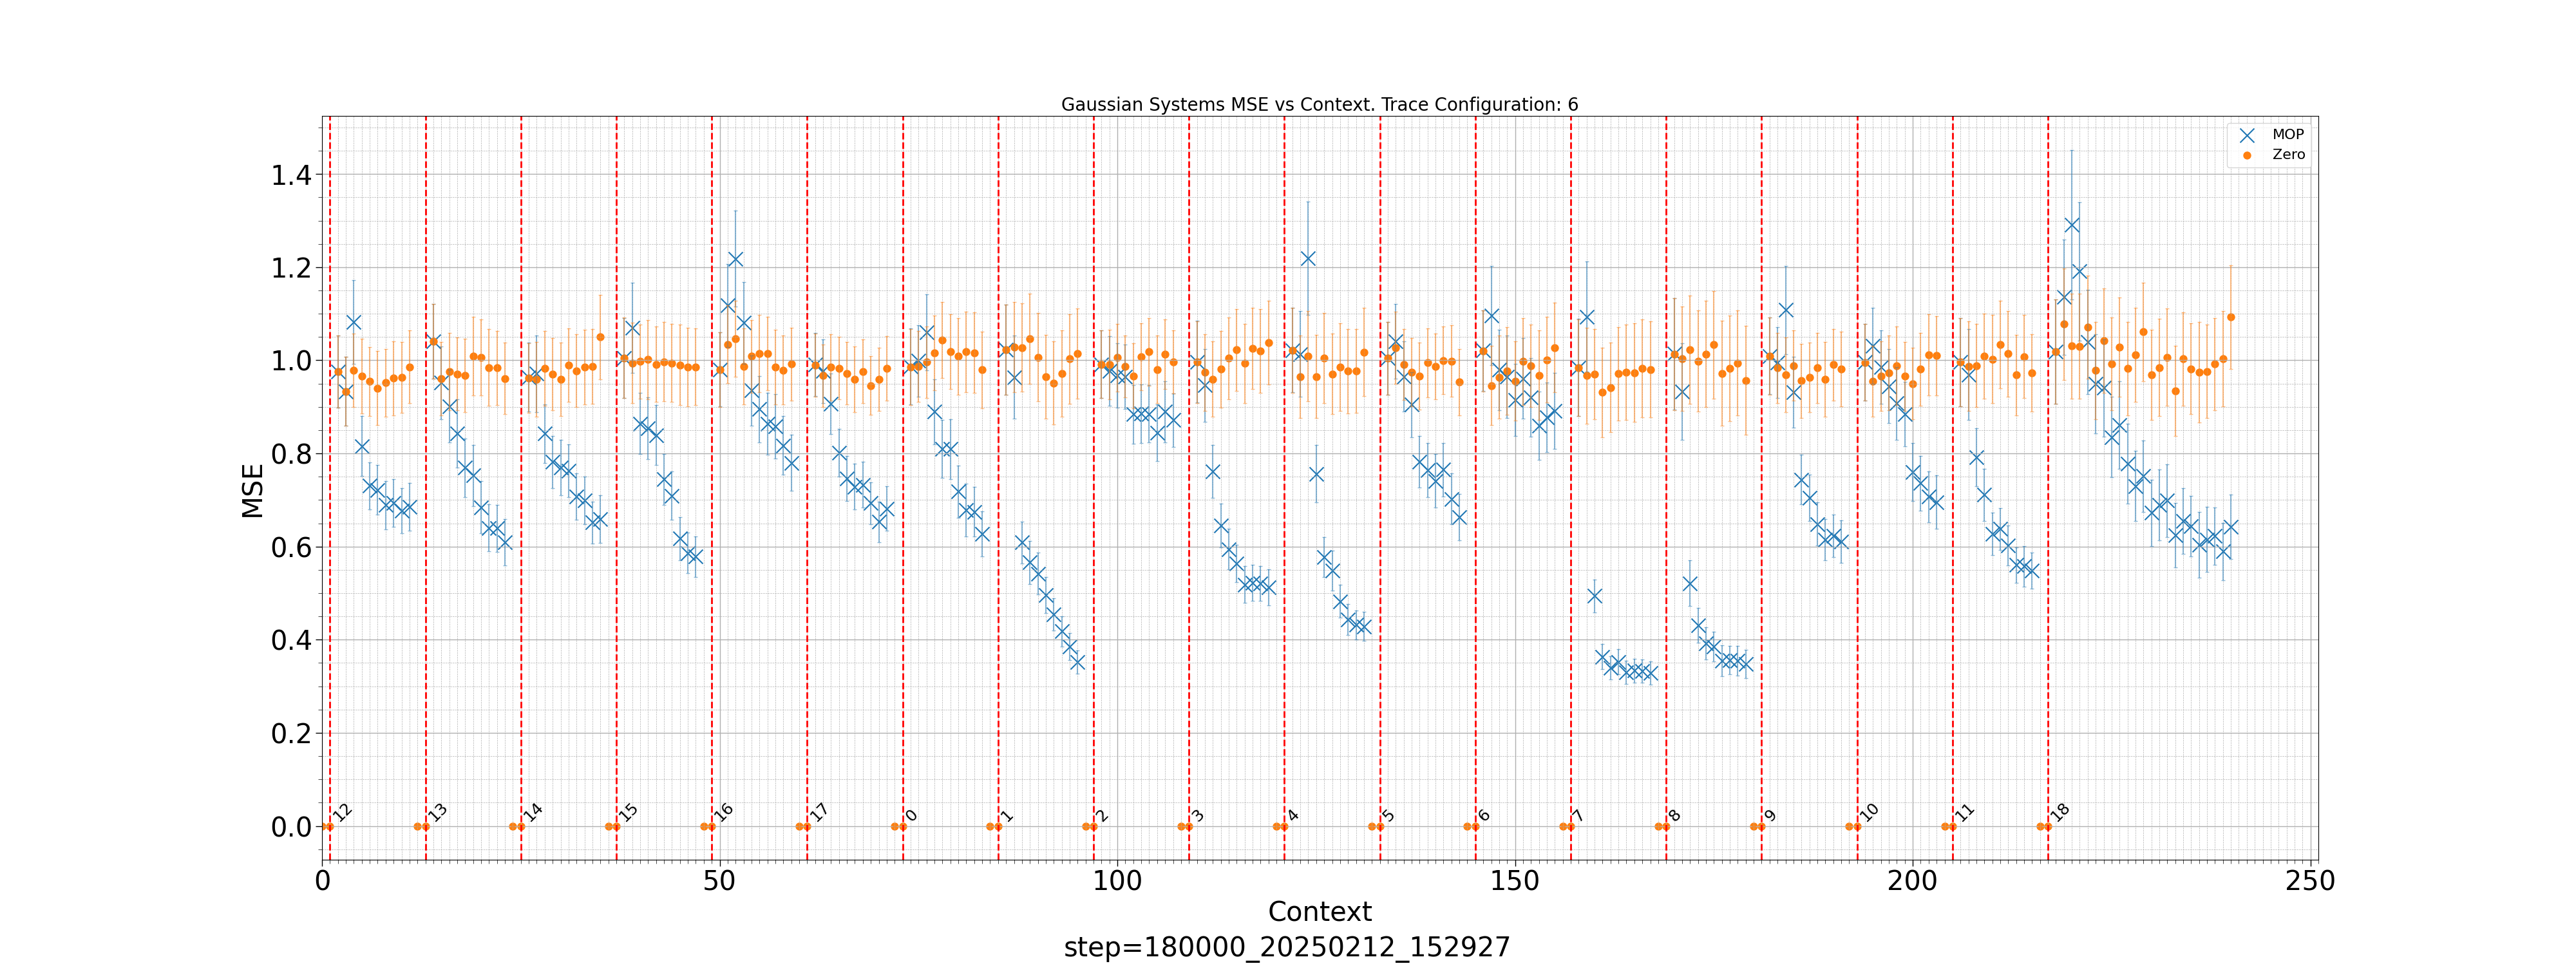 Gaussian Systems MSE vs Context. Trace Configuration: 6
MOP
Zero
MSE
1.4
1.2
1.0
0.8
0.6
0.4
0.2
0.0
12 13 14 15 16 17 0 1 2 3 4 5 6 7 8 9 10 11 18
0 50 100 150 200 250
Context
step=180000_20250212_152927